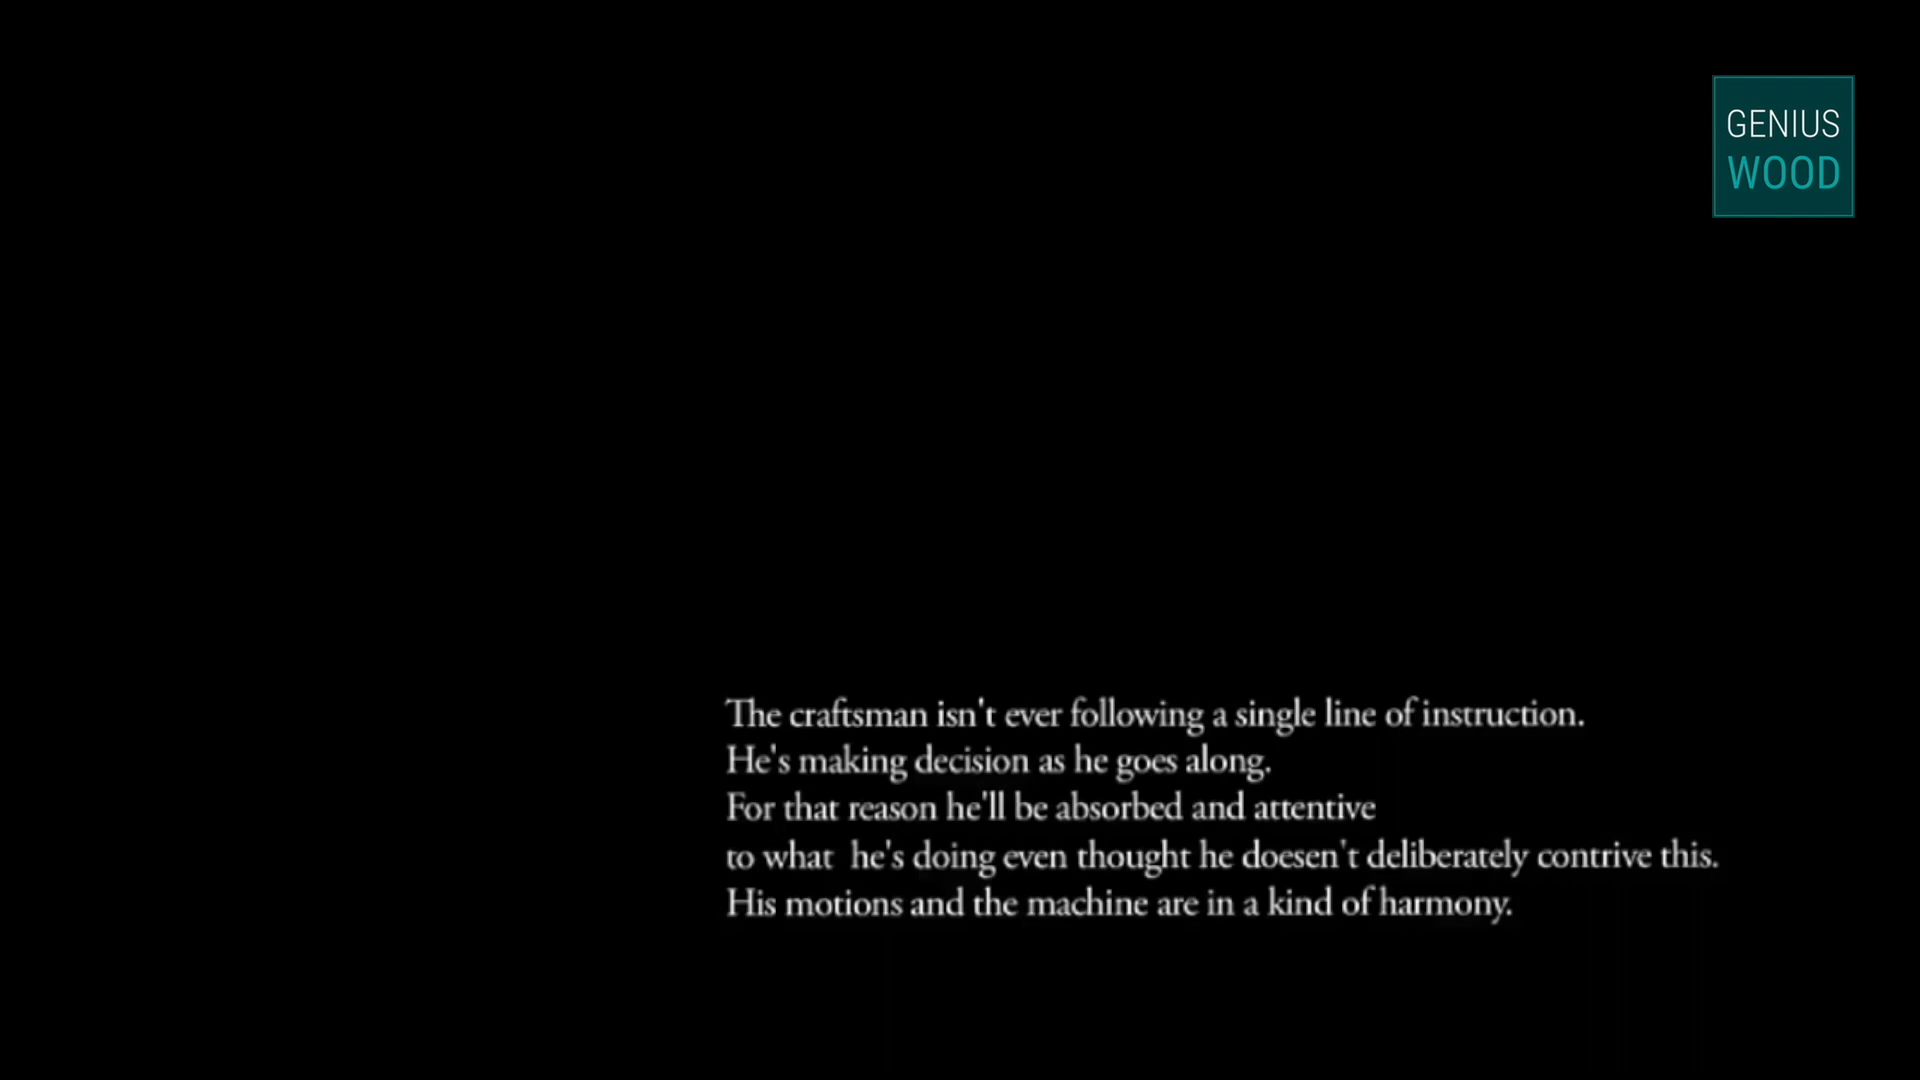 GENIUS
WOOD
The craftsman isn't ever following a single line of instruction.
He's making decision as he goes along.
For that reason he'll be absorbed and attentive
to what  he's doing even thought he doesen't deliberately contrive this.
His motions and the machine are in a kind of harmony.